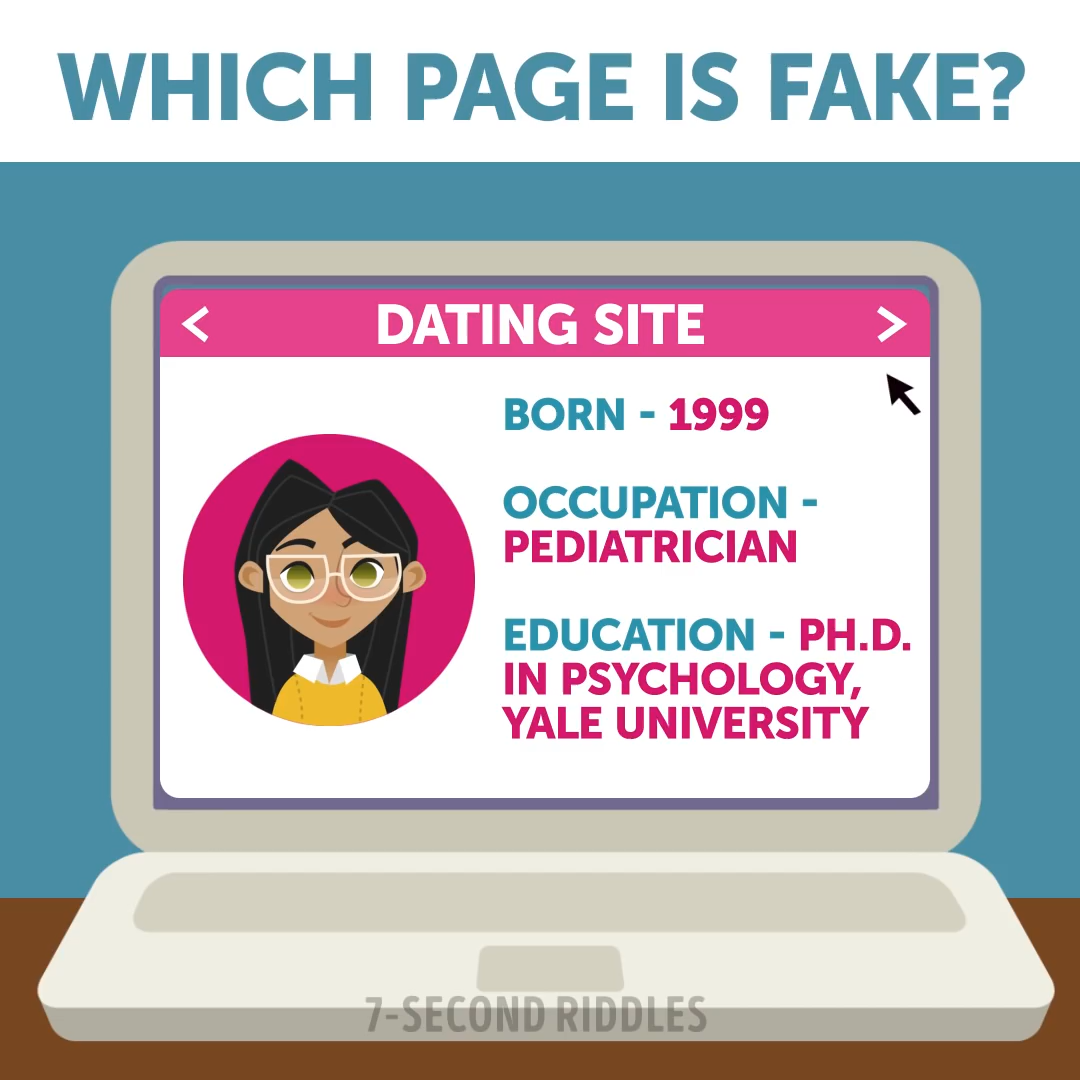 WHICH PAGE IS FAKE?
< DATING SITE >
BORN - 1999
OCCUPATION -
PEDIATRICIAN
EDUCATION - PH.D.
IN PSYCHOLOGY,
YALE UNIVERSITY
7-SECOND RIDDLES